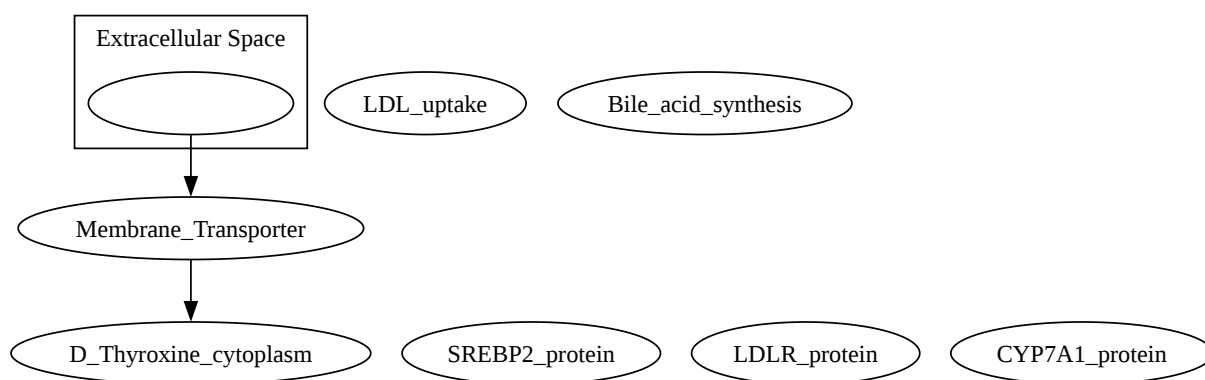 Extracellular Space
LDL_uptake
Bile_acid_synthesis
Membrane_Transporter
D_Thyroxine_cytoplasm
SREBP2_protein
LDLR_protein
CYP7A1_protein